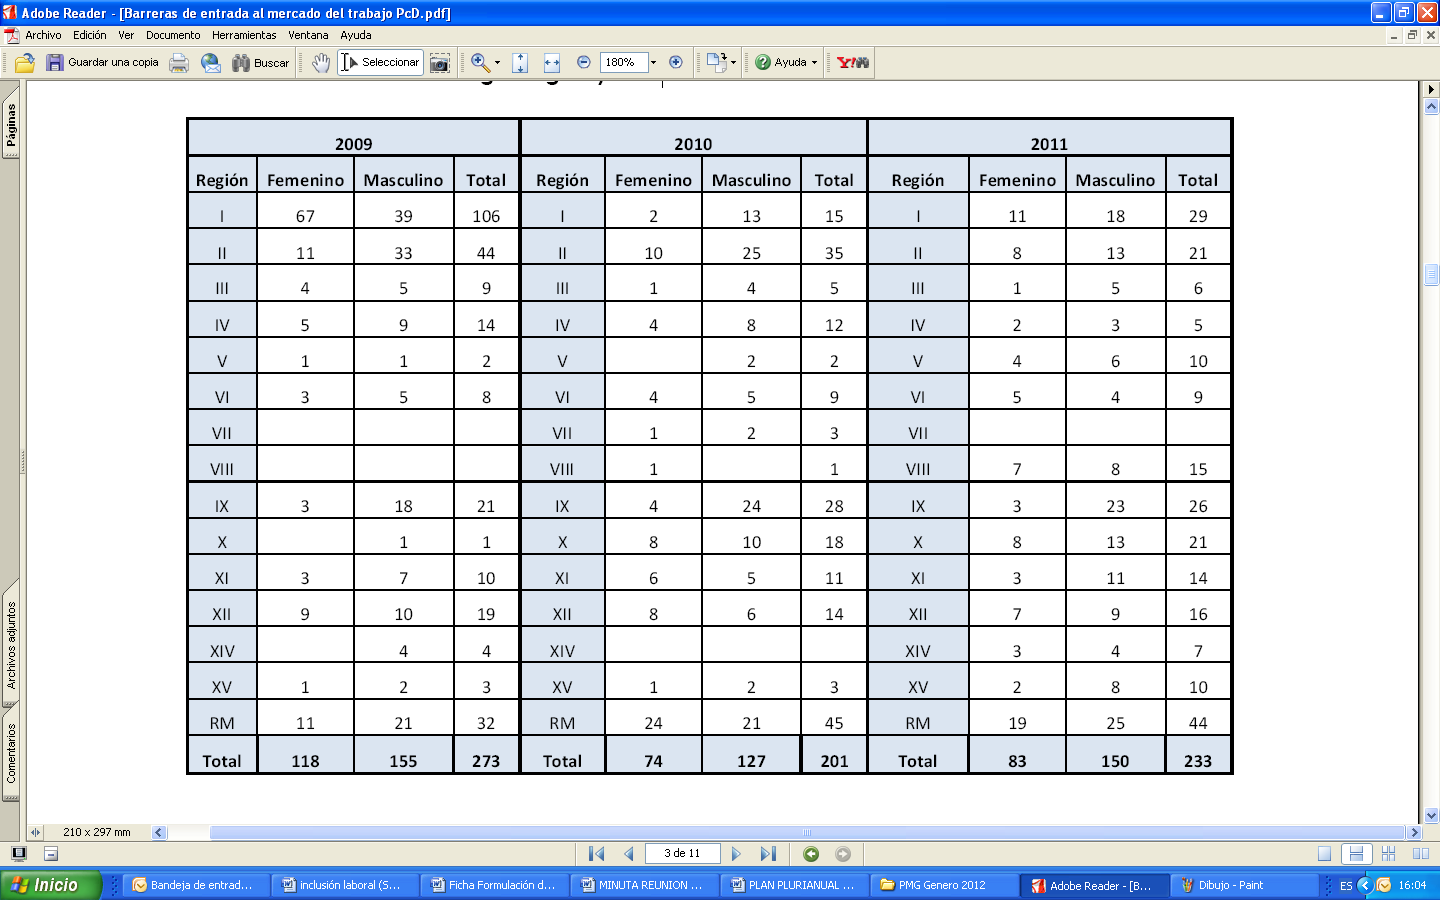 Adobe Reader - [Barreras de entrada al mercado del trabajo PcD.pdf]
Archivo Edición Ver Documento Herramientas Ventana Ayuda
Guardar una copia Buscar Seleccionar 180% Ayuda Y!
Páginas
Archivos adjuntos
Comentarios
2009 2010 2011
Región Femenino Masculino Total Región Femenino Masculino Total Región Femenino Masculino Total
I 67 39 106 I 2 13 15 I 11 18 29
II 11 33 44 II 10 25 35 II 8 13 21
III 4 5 9 III 1 4 5 III 1 5 6
IV 5 9 14 IV 4 8 12 IV 2 3 5
V 1 1 2 V 2 2 V 4 6 10
VI 3 5 8 VI 4 5 9 VI 5 4 9
VII VII 1 2 3 VII
VIII VIII 1 1 VIII 7 8 15
IX 3 18 21 IX 4 24 28 IX 3 23 26
X 1 1 X 8 10 18 X 8 13 21
XI 3 7 10 XI 6 5 11 XI 3 11 14
XII 9 10 19 XII 8 6 14 XII 7 9 16
XIV 4 4 XIV XIV 3 4 7
XV 1 2 3 XV 1 2 3 XV 2 8 10
RM 11 21 32 RM 24 21 45 RM 19 25 44
Total 118 155 273 Total 74 127 201 Total 83 150 233
210 x 297 mm
3 de 11
Inicio Bandeja de entrad... inclusión laboral (S... Ficha Formulación d... MINUTA REUNION ... PLAN PLURIANUAL ... PMG Genero 2012 Adobe Reader - [B... Dibujo - Paint ES 16:04